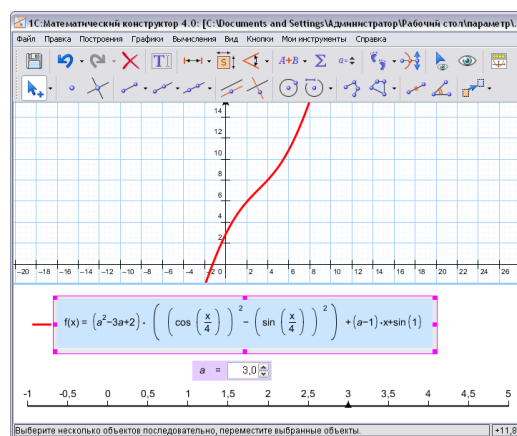 1С:Математический конструктор 4.0: [C:\Documents and Settings\Администратор\Рабочий стол\параметр\.
Файл Правка Построения Графики Вычисления Вид Кнопки Мои инструменты Справка
T S A+B Σ a=
14
12
10
8
6
4
2
-20 -18 -16 -14 -12 -10 -8 -6 -4 -2 0 2 4 6 8 10 12 14 16 18 20 22 24 26
f(x) = (a²-3a+2)· ( ( cos (x/4) )² - ( sin (x/4) )² ) +(a-1)·x+sin(1)
a = 3,0
-1 -0,5 0 0,5 1 1,5 2 2,5 3 3,5 4 4,5 5
Выберите несколько объектов последовательно, переместите выбранные объекты. +11,8